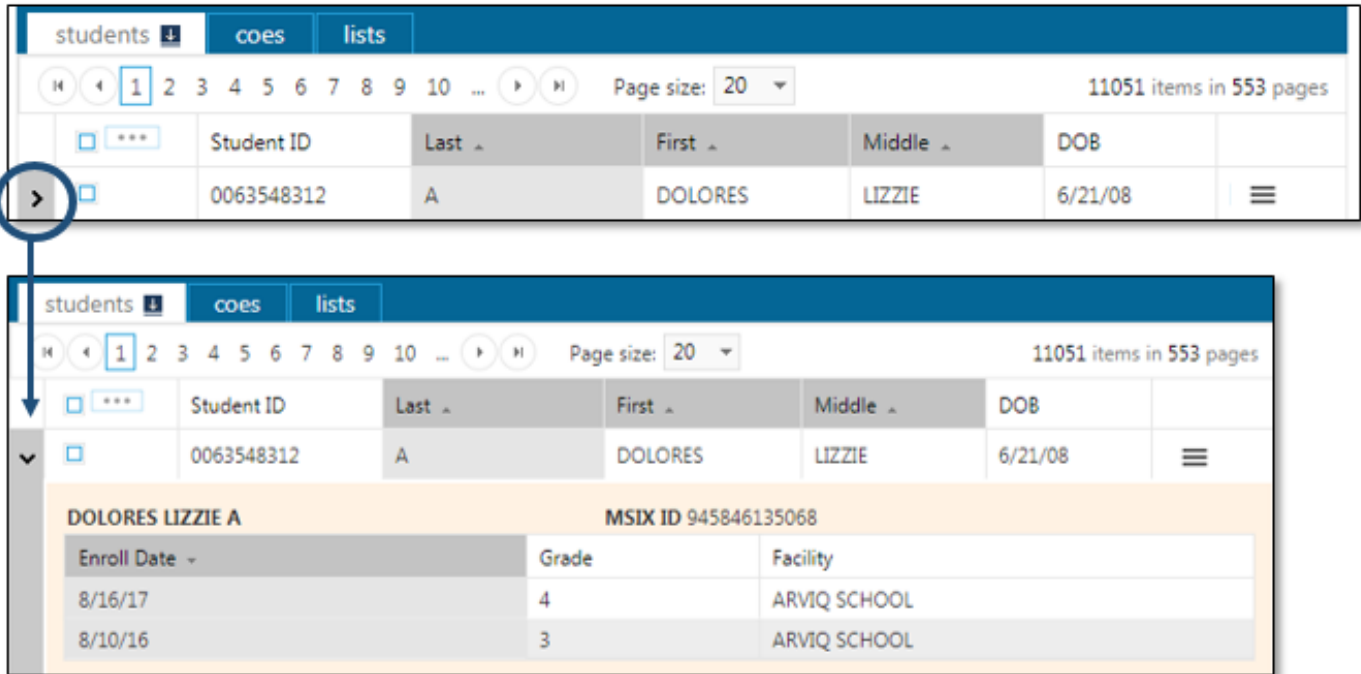 students coes lists
1 2 3 4 5 6 7 8 9 10 ... Page size: 20 11051 items in 553 pages
*** Student ID Last First Middle DOB
0063548312 A DOLORES LIZZIE 6/21/08
students coes lists
1 2 3 4 5 6 7 8 9 10 ... Page size: 20 11051 items in 553 pages
*** Student ID Last First Middle DOB
0063548312 A DOLORES LIZZIE 6/21/08
DOLORES LIZZIE A MSIX ID 945846135068
Enroll Date Grade Facility
8/16/17 4 ARVIQ SCHOOL
8/10/16 3 ARVIQ SCHOOL